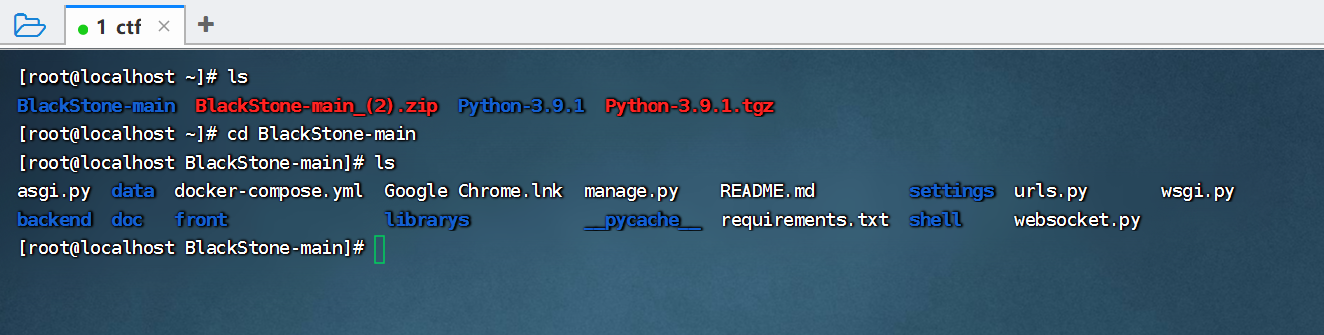 1 ctf
[root@localhost ~]# ls
BlackStone-main  BlackStone-main_(2).zip  Python-3.9.1  Python-3.9.1.tgz
[root@localhost ~]# cd BlackStone-main
[root@localhost BlackStone-main]# ls
asgi.py  data  docker-compose.yml  Google Chrome.lnk  manage.py    README.md         settings  urls.py       wsgi.py
backend  doc   front               librarys           __pycache__  requirements.txt  shell     websocket.py
[root@localhost BlackStone-main]#